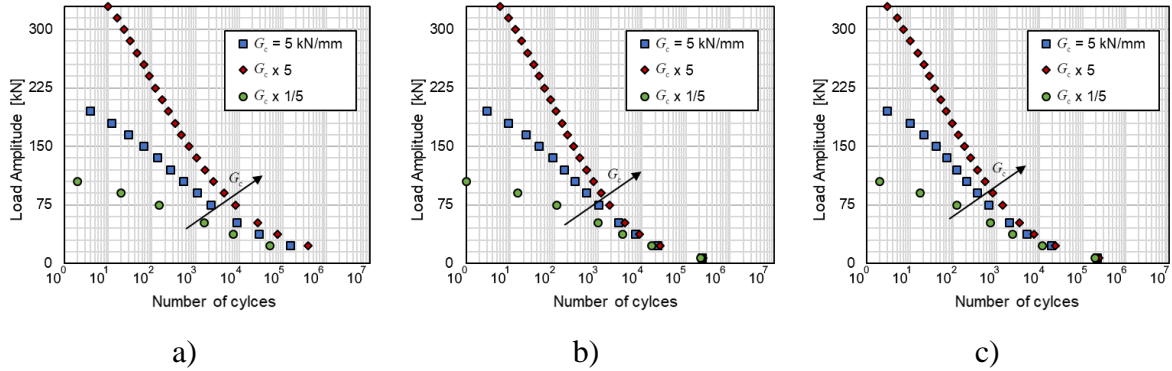 Load Amplitude [kN]
300
225
150
75
0
G_c = 5 kN/mm
G_c x 5
G_c x 1/5
G_c
10^0 10^1 10^2 10^3 10^4 10^5 10^6 10^7
Number of cylces
a)
Load Amplitude [kN]
300
225
150
75
0
G_c = 5 kN/mm
G_c x 5
G_c x 1/5
G_c
10^0 10^1 10^2 10^3 10^4 10^5 10^6 10^7
Number of cylces
b)
Load Amplitude [kN]
300
225
150
75
0
G_c = 5 kN/mm
G_c x 5
G_c x 1/5
G_c
10^0 10^1 10^2 10^3 10^4 10^5 10^6 10^7
Number of cylces
c)